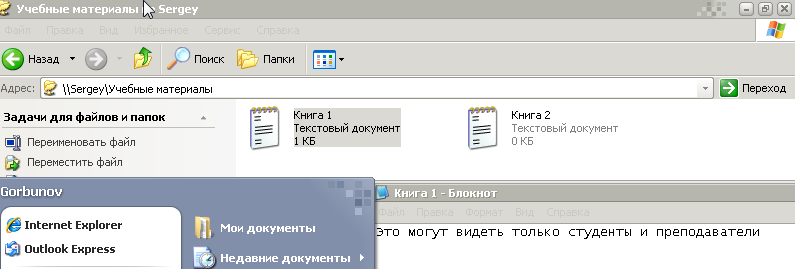 Учебные материалы на Sergey
Файл Правка Вид Избранное Сервис Справка
Назад Поиск Папки
Адрес: \\Sergey\Учебные материалы Переход
Задачи для файлов и папок
Переименовать файл
Переместить файл
Книга 1
Текстовый документ
1 КБ
Книга 2
Текстовый документ
0 КБ
Gorbunov
Internet Explorer
Outlook Express
Мои документы
Недавние документы
Книга 1 - Блокнот
Файл Правка Формат Вид Справка
Это могут видеть только студенты и преподаватели